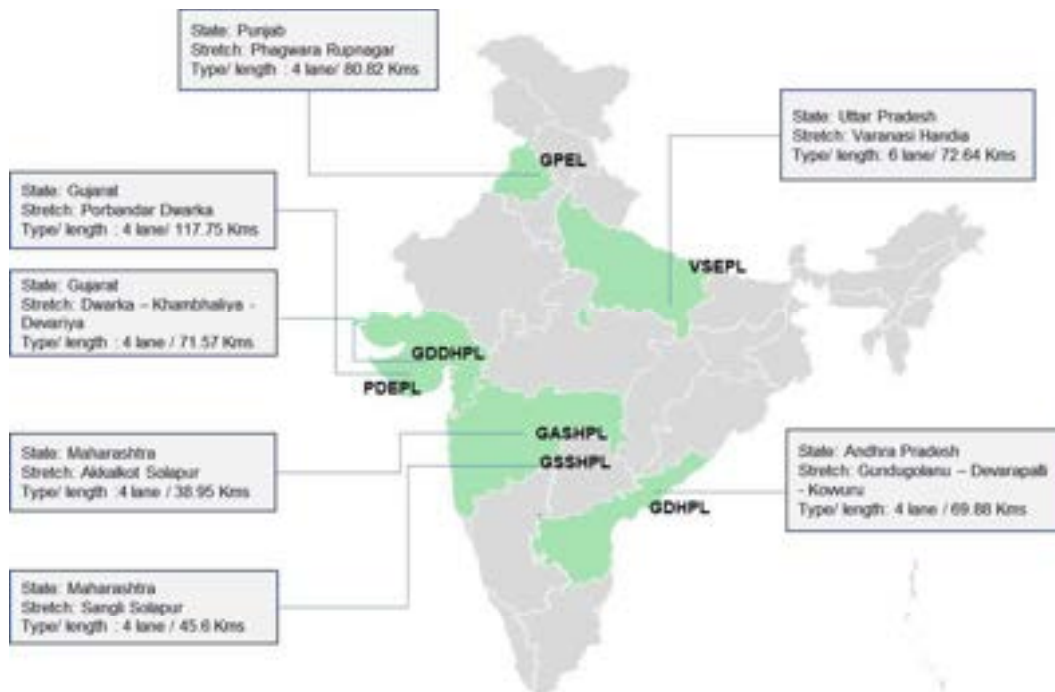 State: Punjab
Stretch: Phagwara Rupnagar
Type/ length : 4 lane/ 80.82 Kms
State: Uttar Pradesh
Stretch: Varanasi Handia
Type/ length: 6 lane/ 72.64 Kms
GPEL
State: Gujarat
Stretch: Porbandar Dwarka
Type/ length : 4 lane/ 117.75 Kms
VSEPL
State: Gujarat
Stretch: Dwarka – Khambhaliya -
Devariya
Type/ length : 4 lane / 71.57 Kms
GDDHPL
PDEPL
State: Maharashtra
Stretch: Akkalkot Solapur
Type/ length :4 lane / 38.95 Kms
GASHPL
GSSHPL
GDHPL
State: Andhra Pradesh
Stretch: Gundugolanu – Devarapalli
- Kowuru
Type/ length: 4 lane / 69.88 Kms
State: Maharashtra
Stretch: Sangli Solapur
Type/ length : 4 lane / 45.6 Kms